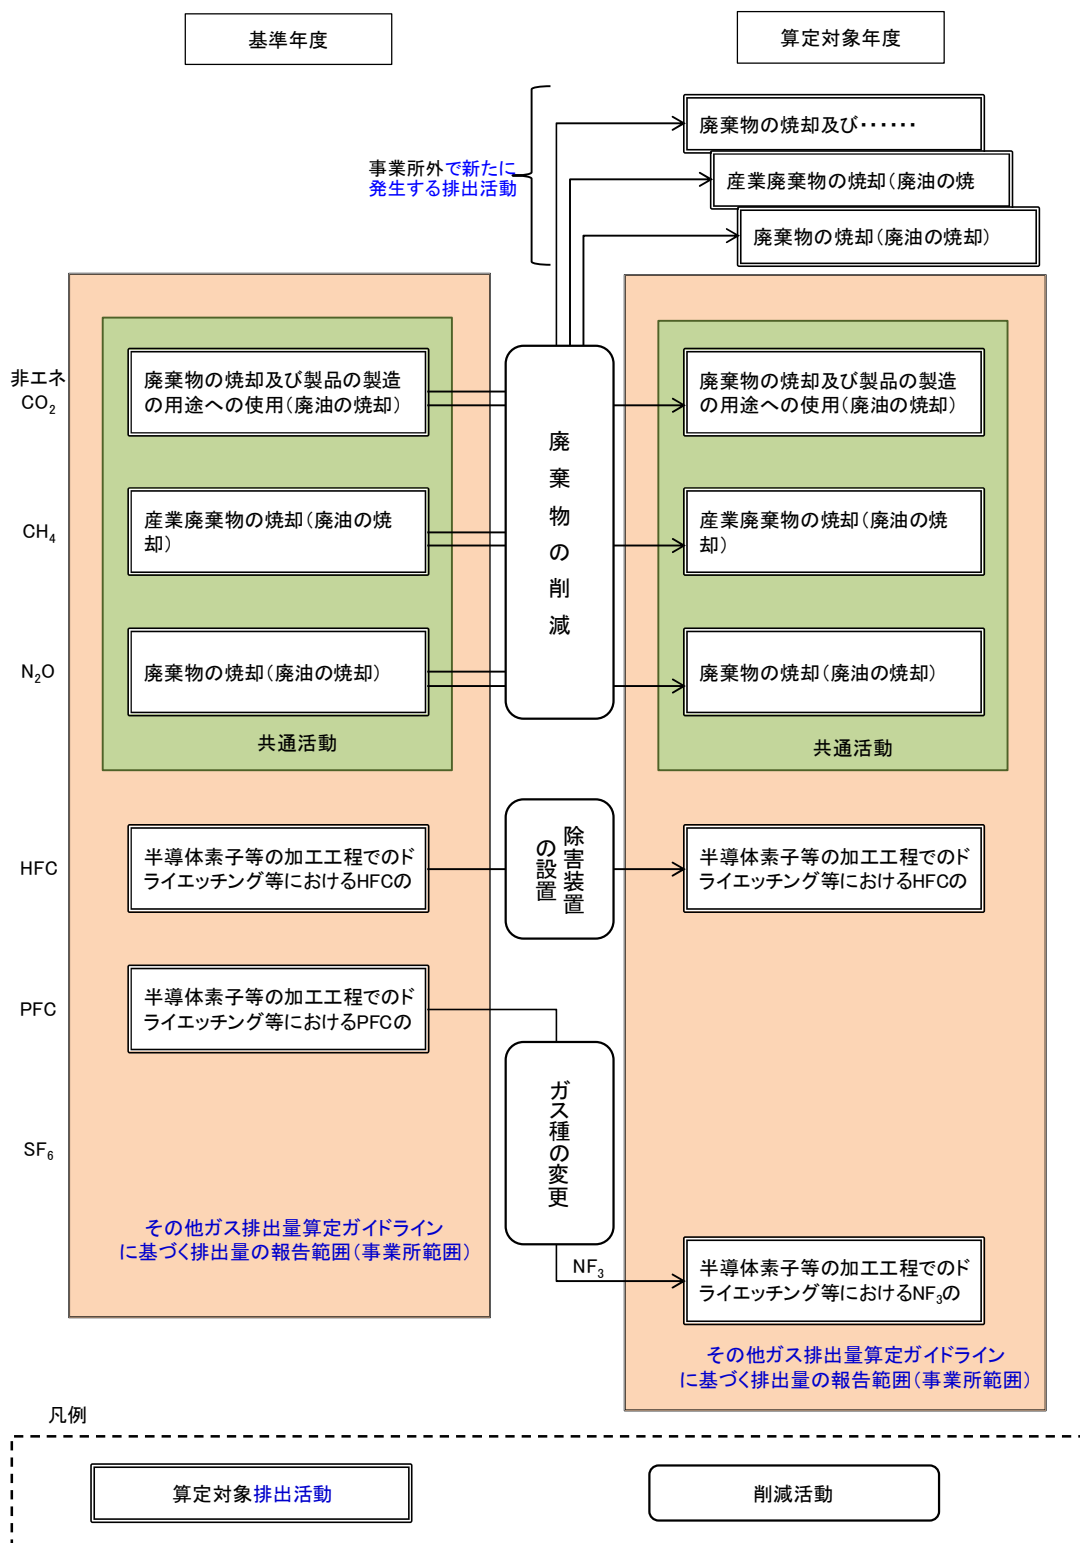 基準年度
算定対象年度
廃棄物の焼却及び・・・・・・
事業所外で新たに
発生する排出活動
産業廃棄物の焼却(廃油の焼
廃棄物の焼却(廃油の焼却)
非エネ
CO₂
廃棄物の焼却及び製品の製造
の用途への使用(廃油の焼却)
廃棄物の削減
廃棄物の焼却及び製品の製造
の用途への使用(廃油の焼却)
CH₄
産業廃棄物の焼却(廃油の焼
却)
産業廃棄物の焼却(廃油の焼
却)
N₂O
廃棄物の焼却(廃油の焼却)
廃棄物の焼却(廃油の焼却)
共通活動
共通活動
HFC
半導体素子等の加工工程でのド
ライエッチング等におけるHFCの
除害装置
の設置
半導体素子等の加工工程でのド
ライエッチング等におけるHFCの
PFC
半導体素子等の加工工程でのド
ライエッチング等におけるPFCの
ガス種の変更
SF₆
その他ガス排出量算定ガイドライン
に基づく排出量の報告範囲(事業所範囲)
NF₃
半導体素子等の加工工程でのド
ライエッチング等におけるNF₃の
その他ガス排出量算定ガイドライン
に基づく排出量の報告範囲(事業所範囲)
凡例
算定対象排出活動
削減活動